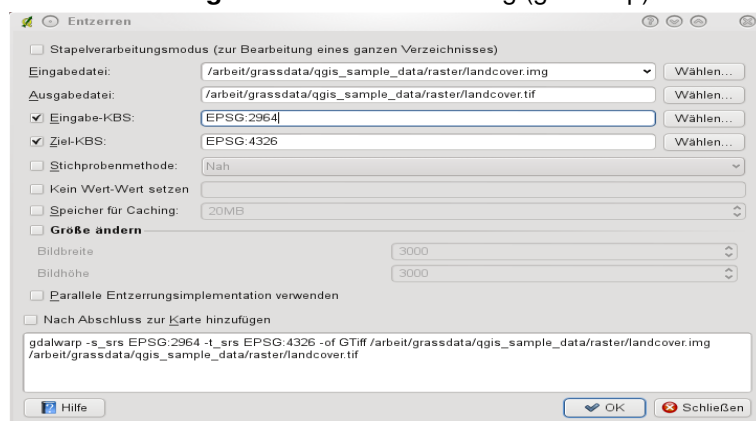 Entzerren
Stapelverarbeitungsmodus (zur Bearbeitung eines ganzen Verzeichnisses)
Eingabedatei: /arbeit/grassdata/qgis_sample_data/raster/landcover.img Wählen...
Ausgabedatei: /arbeit/grassdata/qgis_sample_data/raster/landcover.tif Wählen...
Eingabe-KBS: EPSG:2964 Wählen...
Ziel-KBS: EPSG:4326 Wählen...
Stichprobenmethode: Nah
Kein Wert-Wert setzen
Speicher für Caching: 20MB
Größe ändern
Bildbreite 3000
Bildhöhe 3000
Parallele Entzerrungsimplementation verwenden
Nach Abschluss zur Karte hinzufügen
gdalwarp -s_srs EPSG:2964 -t_srs EPSG:4326 -of GTiff /arbeit/grassdata/qgis_sample_data/raster/landcover.img
/arbeit/grassdata/qgis_sample_data/raster/landcover.tif
Hilfe OK Schließen